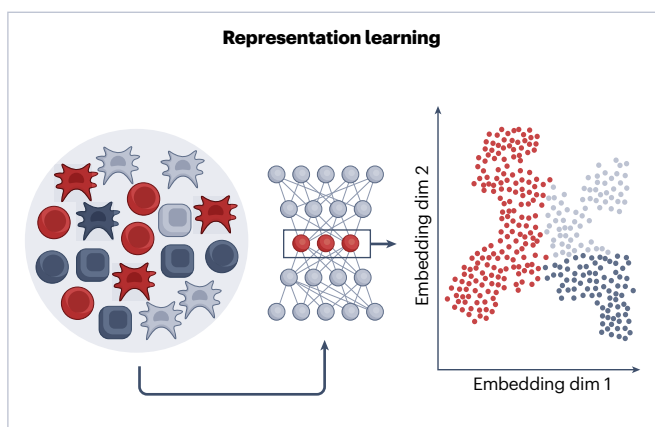 Representation learning
Embedding dim 2
Embedding dim 1